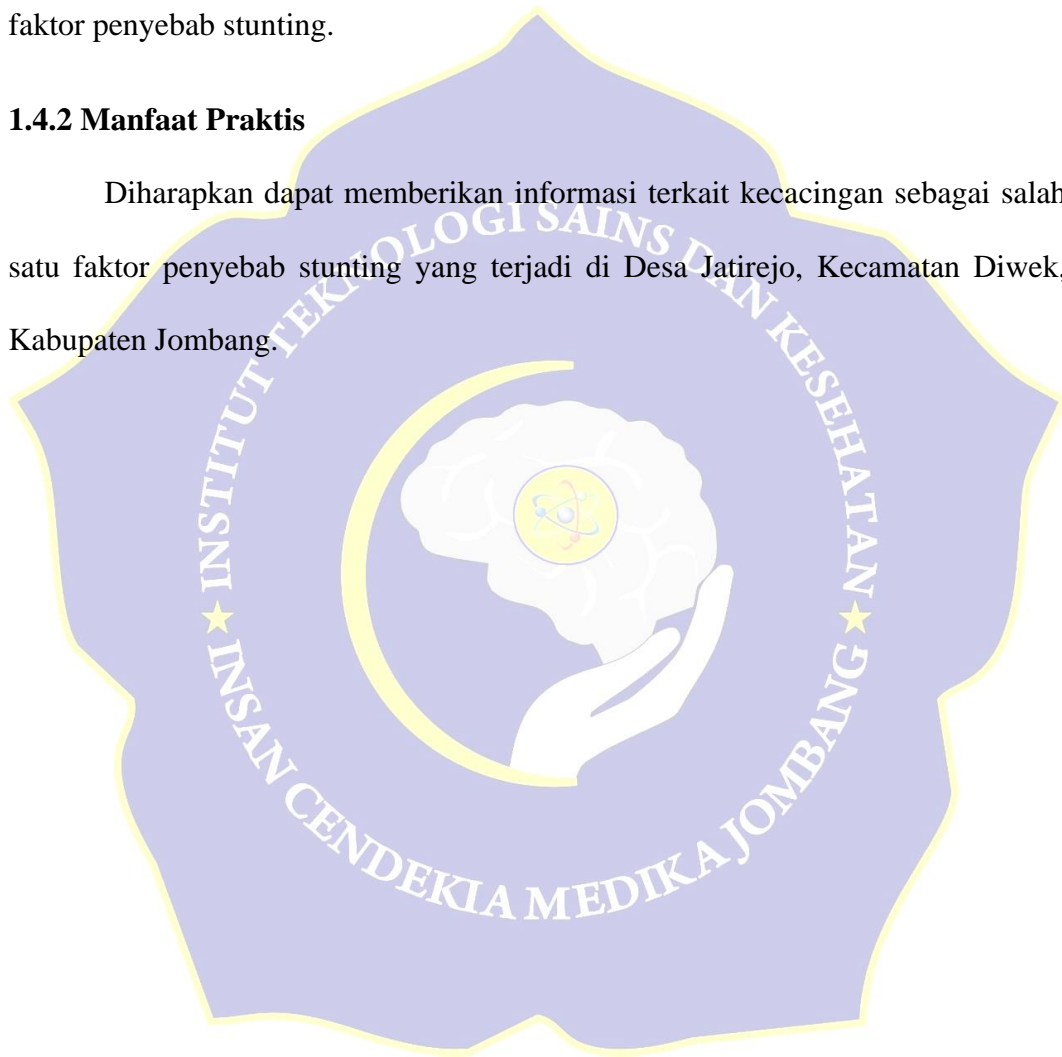 faktor penyebab stunting.
1.4.2 Manfaat Praktis
Diharapkan dapat memberikan informasi terkait kecacingan sebagai salah
satu faktor penyebab stunting yang terjadi di Desa Jatirejo, Kecamatan Diwek,
Kabupaten Jombang.
INSTITUT TEKNOLOGI SAINS DAN KESEHATAN
INSAN CENDEKIA MEDIKA JOMBANG